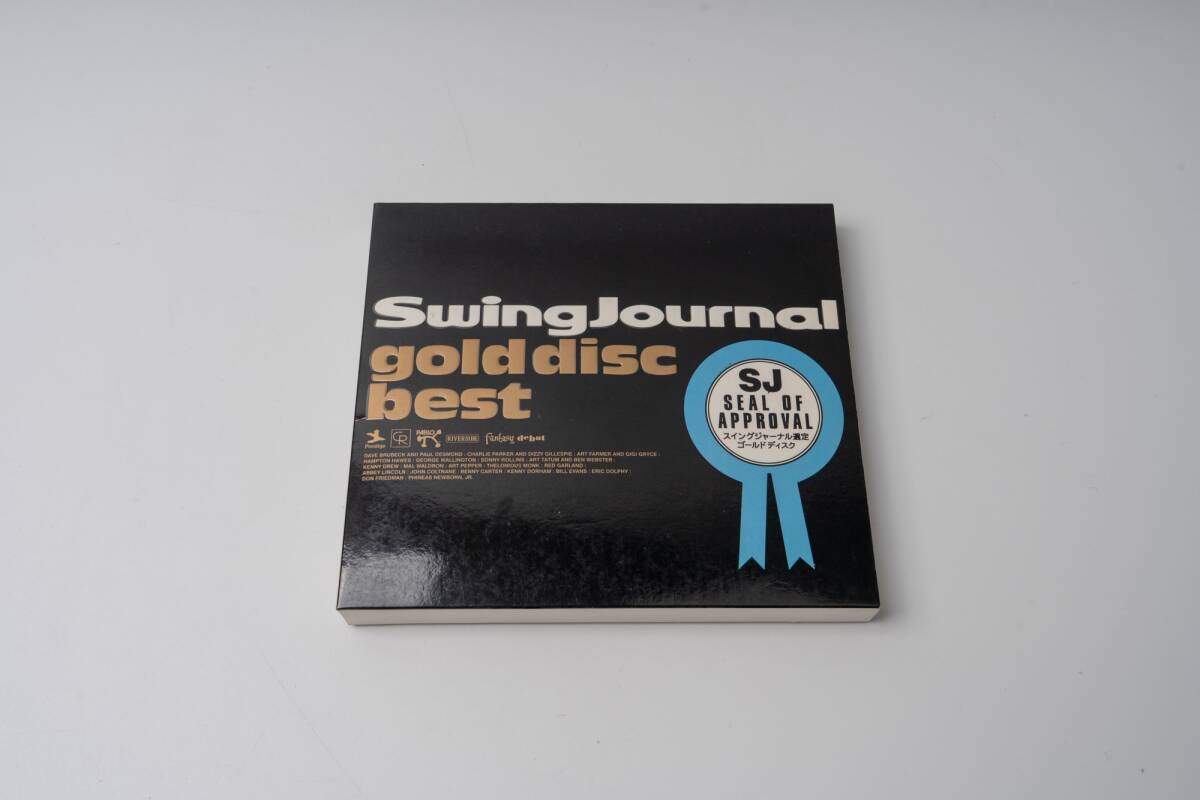 SwingJournal
gold disc
best
SJ
SEAL OF
APPROVAL
スイングジャーナル選定
ゴールドディスク
Prestige
CR
PABLO
RIVERSIDE
fantasy
debut
DAVE BRUBECK AND PAUL DESMOND : CHARLIE PARKER AND DIZZY GILLESPIE : ART FARMER AND GIGI GRYCE :
HAMPTON HAWES : GEORGE WALLINGTON : SONNY ROLLINS : ART TATUM AND BEN WEBSTER :
KENNY DREW : MAL WALDRON : ART PEPPER : THELONIOUS MONK : RED GARLAND :
ABBEY LINCOLN : JOHN COLTRANE : BENNY CARTER : KENNY DORHAM : BILL EVANS : ERIC DOLPHY :
DON FRIEDMAN : PHINEAS NEWBORN, JR.